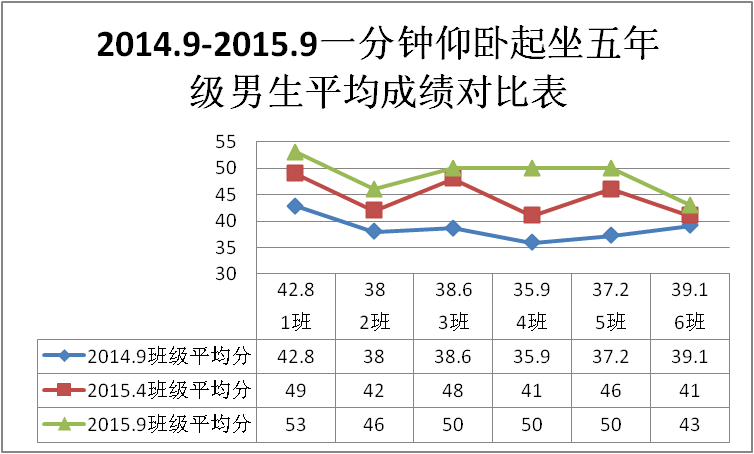 2014.9-2015.9一分钟仰卧起坐五年
级男生平均成绩对比表
55
50
45
40
35
30
42.8 38 38.6 35.9 37.2 39.1
1班 2班 3班 4班 5班 6班
2014.9班级平均分 42.8 38 38.6 35.9 37.2 39.1
2015.4班级平均分 49 42 48 41 46 41
2015.9班级平均分 53 46 50 50 50 43